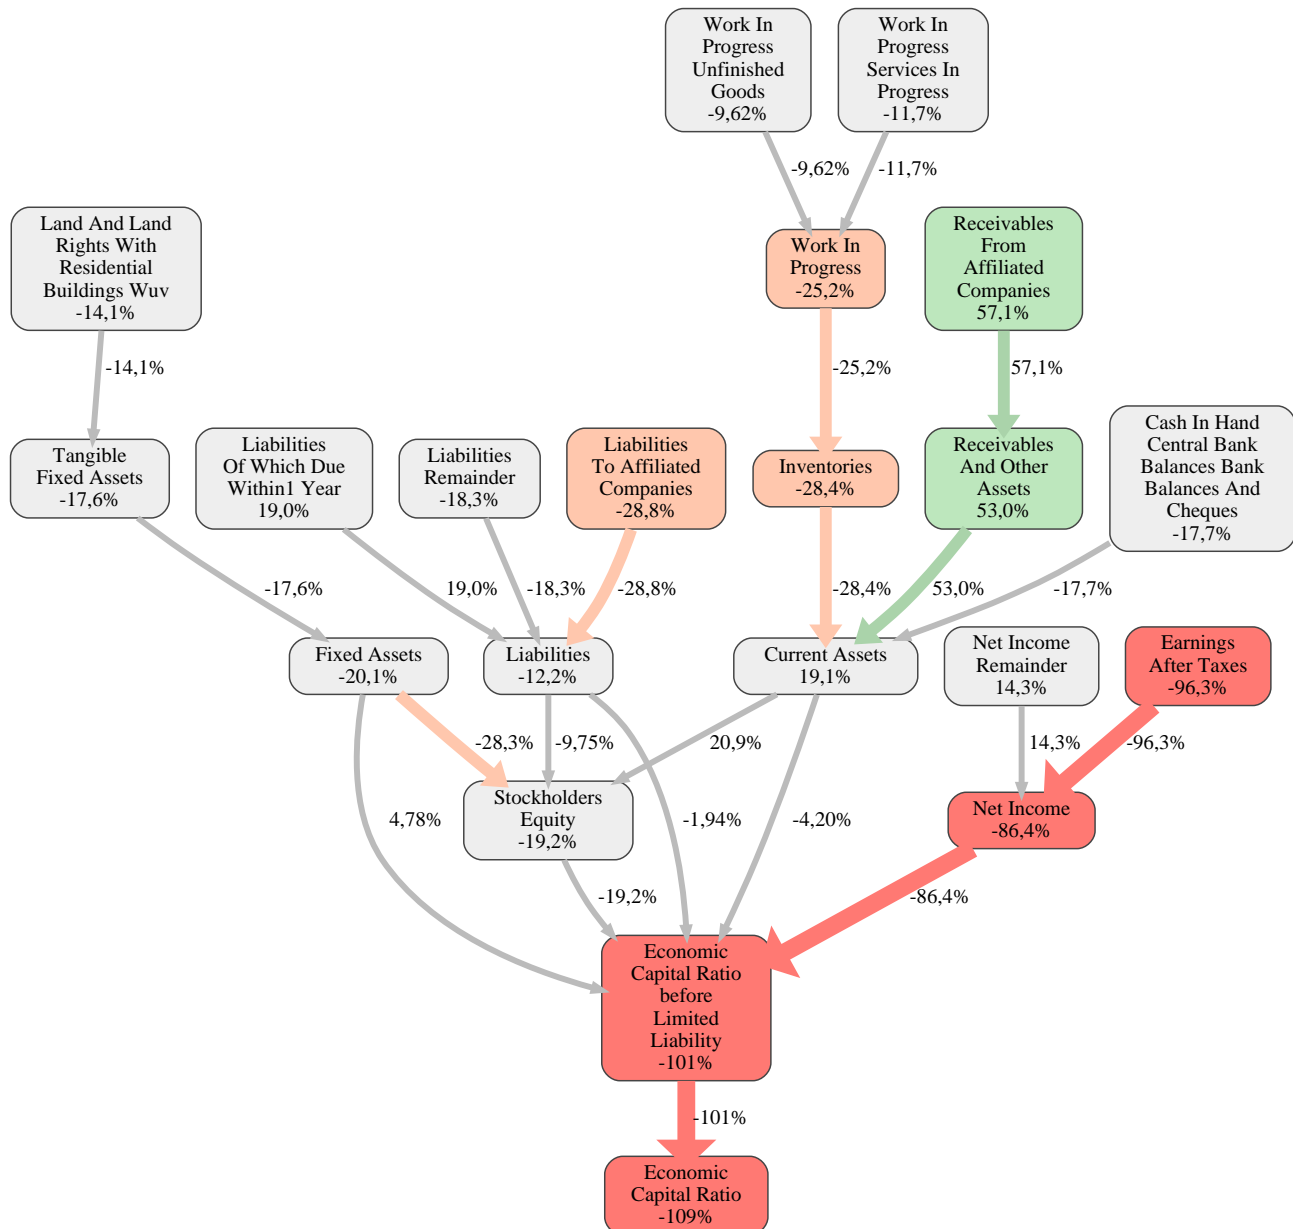 Work In
Progress
Unfinished
Goods
-9,62%
Work In
Progress
Services In
Progress
-11,7%
-9,62%
-11,7%
Land And Land
Rights With
Residential
Buildings Wuv
-14,1%
Work In
Progress
-25,2%
Receivables
From
Affiliated
Companies
57,1%
-14,1%
-25,2%
57,1%
Tangible
Fixed Assets
-17,6%
Liabilities
Of Which Due
Within1 Year
19,0%
Liabilities
Remainder
-18,3%
Liabilities
To Affiliated
Companies
-28,8%
Inventories
-28,4%
Receivables
And Other
Assets
53,0%
Cash In Hand
Central Bank
Balances Bank
Balances And
Cheques
-17,7%
-17,6%
19,0%
-18,3%
-28,8%
-28,4%
53,0%
-17,7%
Fixed Assets
-20,1%
Liabilities
-12,2%
Current Assets
19,1%
Net Income
Remainder
14,3%
Earnings
After Taxes
-96,3%
-28,3%
-9,75%
20,9%
14,3%
-96,3%
Stockholders
Equity
-19,2%
Net Income
-86,4%
4,78%
-1,94%
-4,20%
-19,2%
-86,4%
Economic
Capital Ratio
before
Limited
Liability
-101%
-101%
Economic
Capital Ratio
-109%